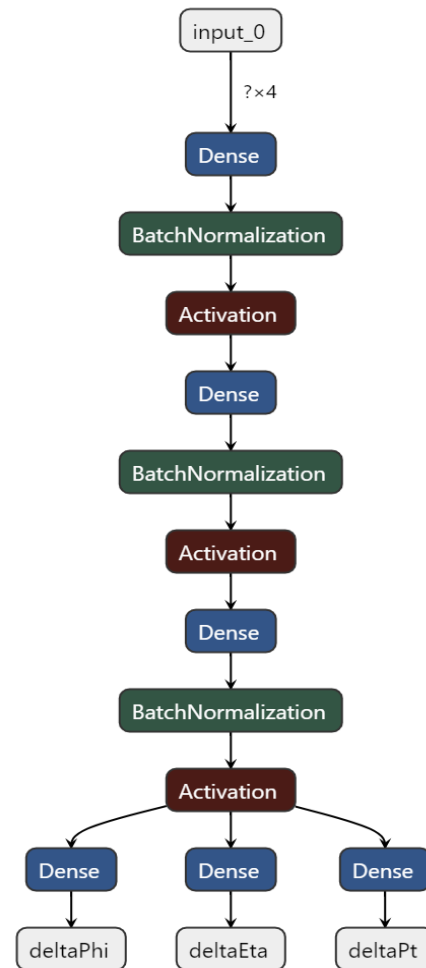 input_0
?×4
Dense
BatchNormalization
Activation
Dense
BatchNormalization
Activation
Dense
BatchNormalization
Activation
Dense Dense Dense
deltaPhi deltaEta deltaPt